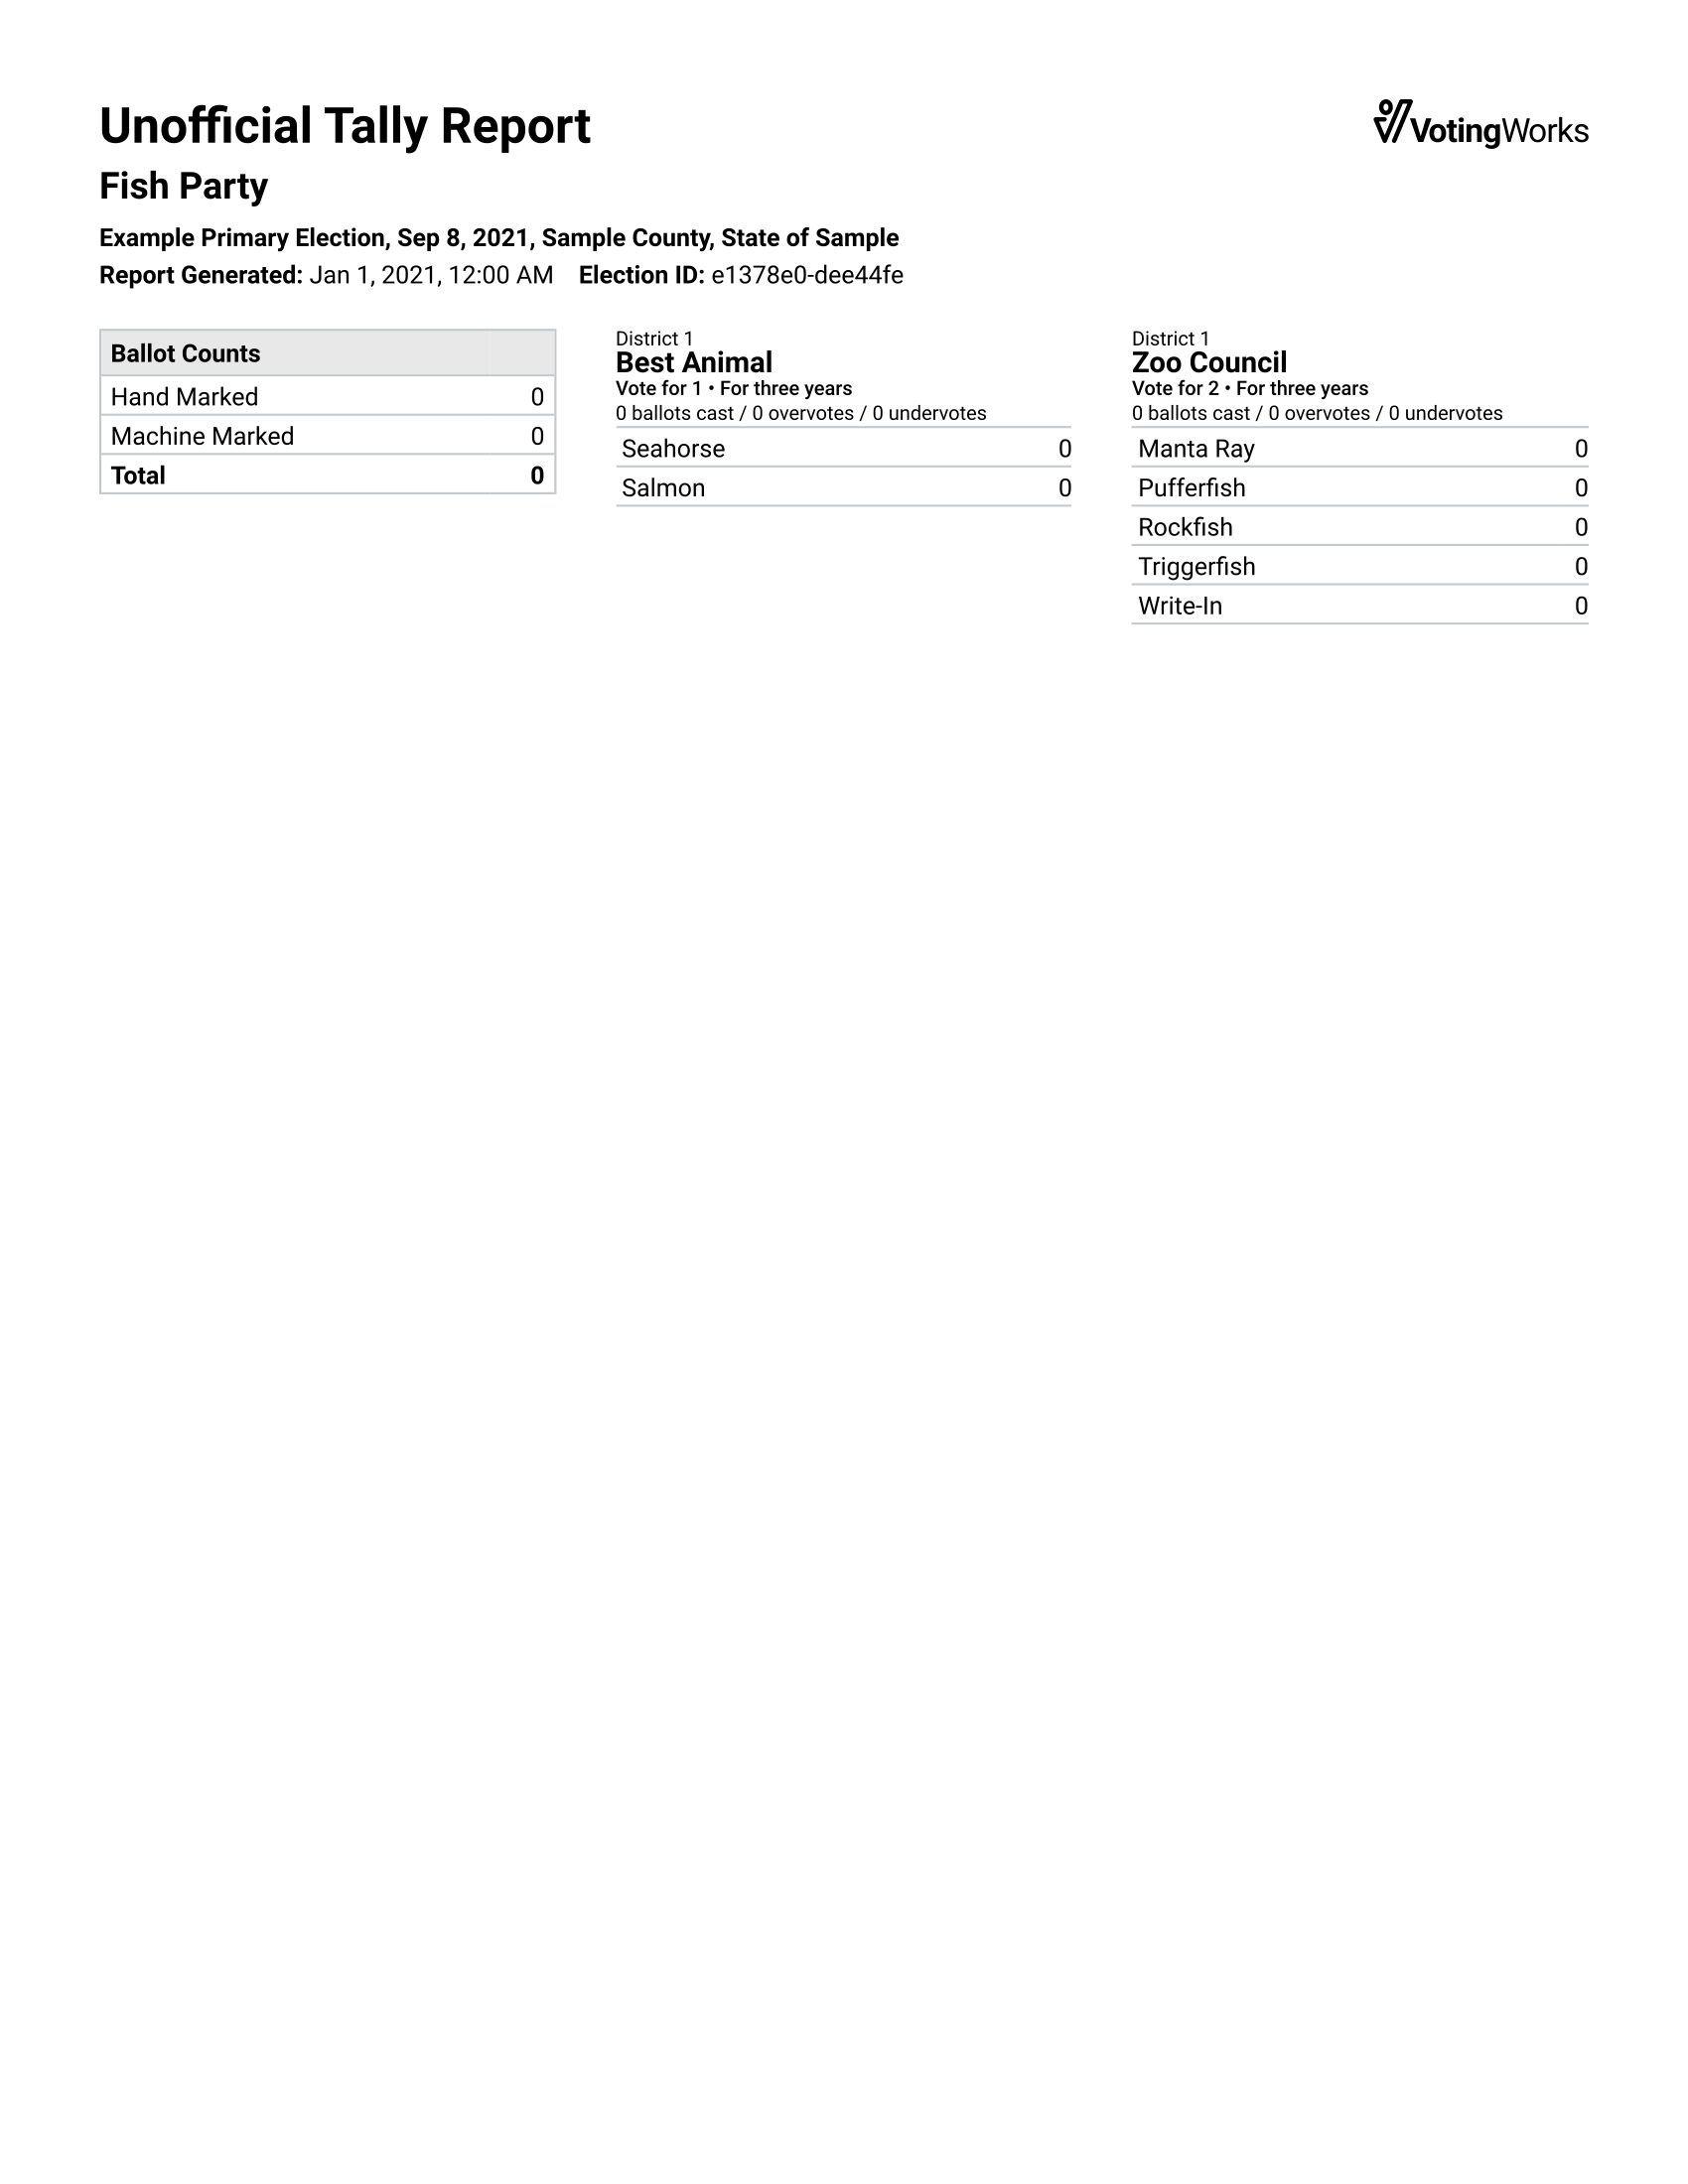 Unofficial Tally Report
VotingWorks
Fish Party
Example Primary Election, Sep 8, 2021, Sample County, State of Sample
Report Generated: Jan 1, 2021, 12:00 AM Election ID: e1378e0-dee44fe
Ballot Counts
Hand Marked 0
Machine Marked 0
Total 0
District 1
Best Animal
Vote for 1 • For three years
0 ballots cast / 0 overvotes / 0 undervotes
Seahorse 0
Salmon 0
District 1
Zoo Council
Vote for 2 • For three years
0 ballots cast / 0 overvotes / 0 undervotes
Manta Ray 0
Pufferfish 0
Rockfish 0
Triggerfish 0
Write-In 0